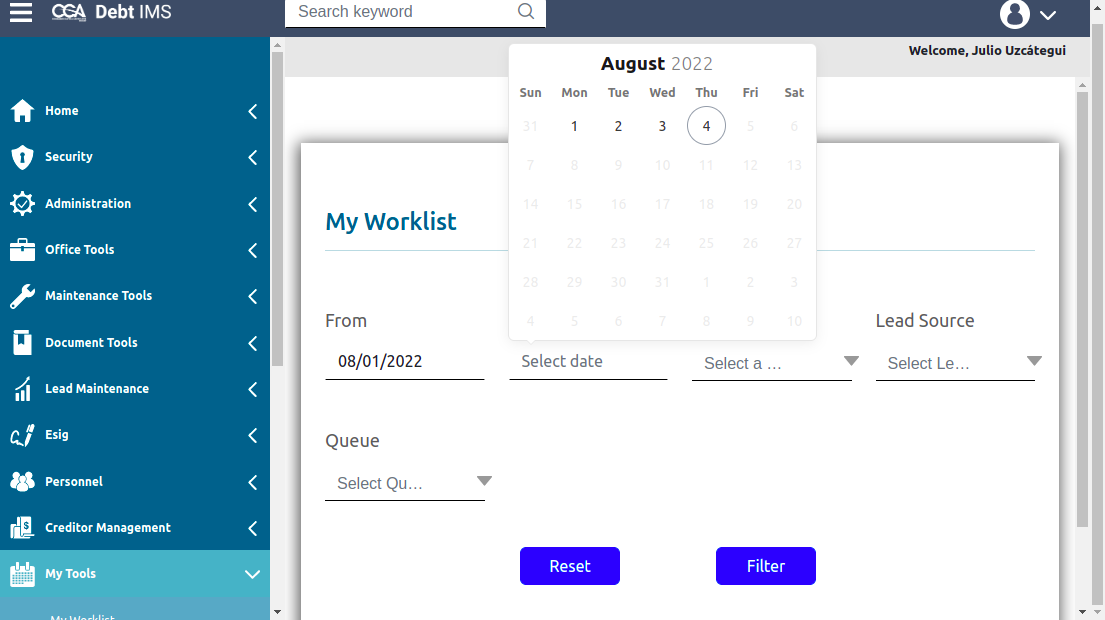 CGA Debt IMS
Search keyword
Welcome, Julio Uzcátegui
Home
Security
Administration
Office Tools
Maintenance Tools
Document Tools
Lead Maintenance
Esig
Personnel
Creditor Management
My Tools
My Worklist
August 2022
Sun Mon Tue Wed Thu Fri Sat
31 1 2 3 4 5 6
7 8 9 10 11 12 13
14 15 16 17 18 19 20
21 22 23 24 25 26 27
28 29 30 31 1 2 3
4 5 6 7 8 9 10
My Worklist
From
08/01/2022
Select date
Select a ...
Lead Source
Select Le...
Queue
Select Qu...
Reset
Filter